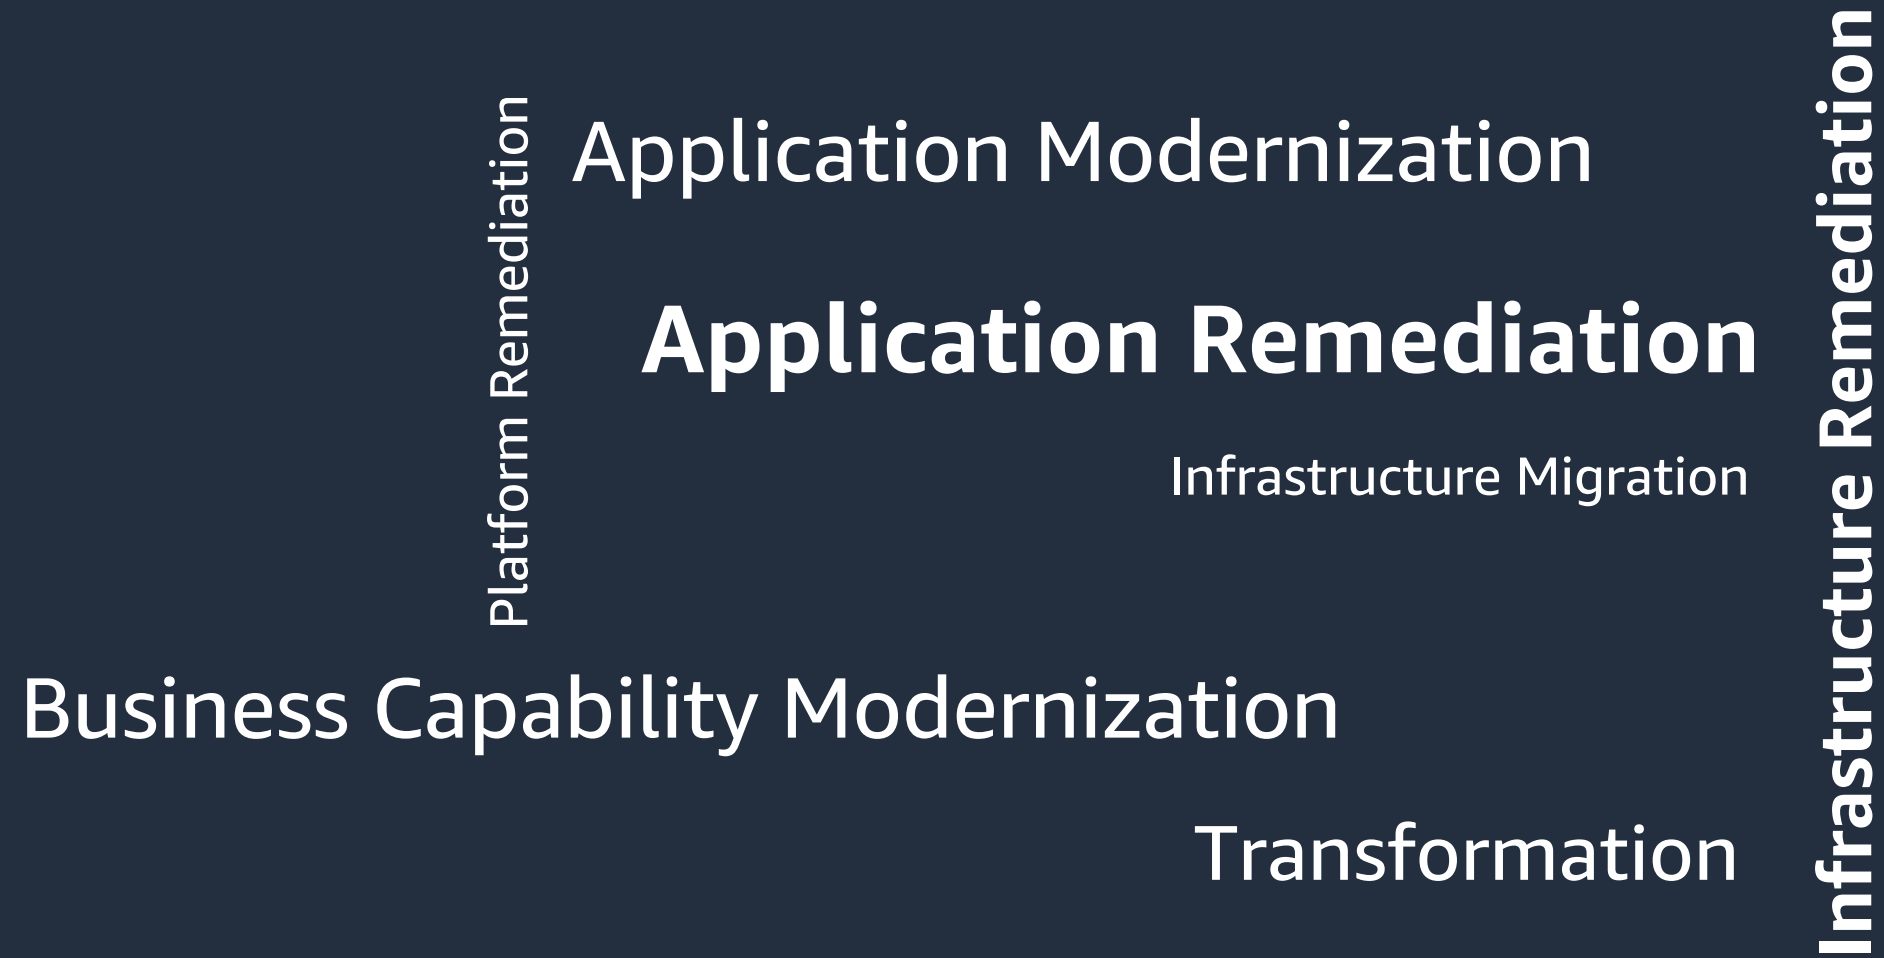 Application Modernization
Platform Remediation
Application Remediation
Infrastructure Migration
Business Capability Modernization
Transformation
Infrastructure Remediation